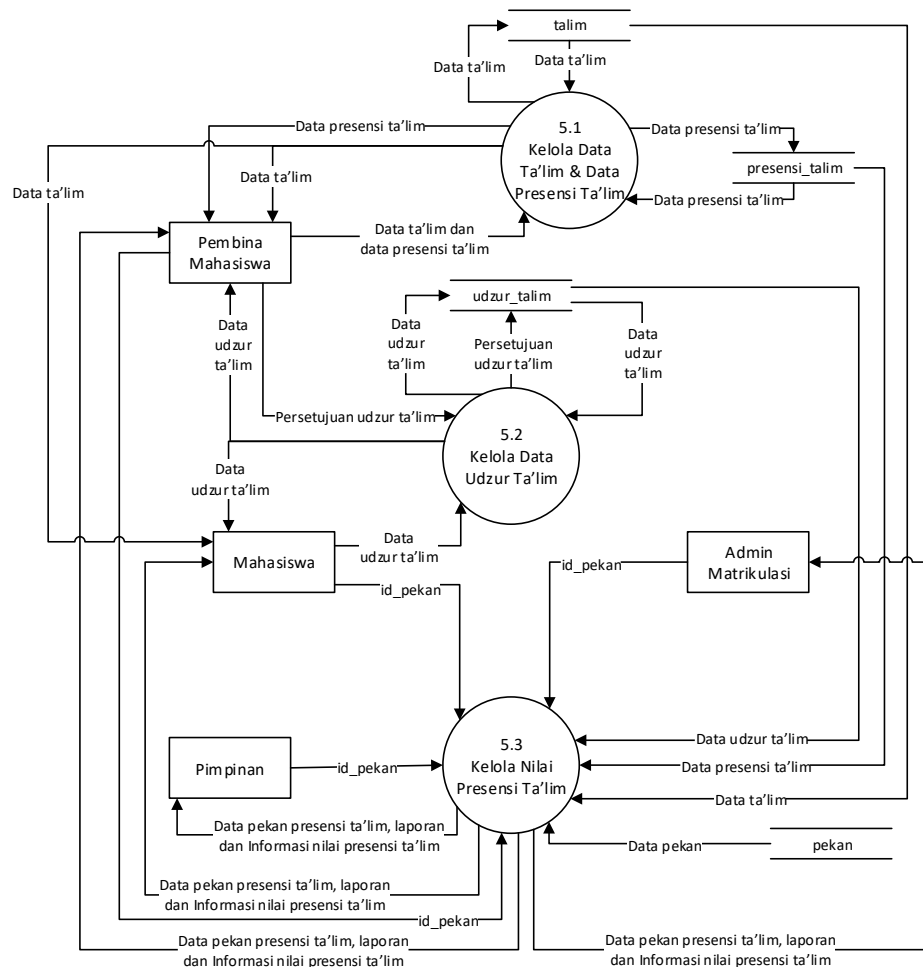 talim
Data ta'lim
Data ta'lim
5.1
Kelola Data
Ta'lim & Data
Presensi Ta'lim
Data presensi ta'lim
Data presensi ta'lim
presensi_talim
Data presensi ta'lim
Data ta'lim
Data ta'lim
Pembina
Mahasiswa
Data ta'lim dan
data presensi ta'lim
udzur_talim
Data
udzur
ta'lim
Data
udzur
ta'lim
Persetujuan
udzur ta'lim
Data
udzur
ta'lim
Persetujuan udzur ta'lim
5.2
Kelola Data
Udzur Ta'lim
Data
udzur ta'lim
Mahasiswa
Data
udzur ta'lim
id_pekan
id_pekan
Admin
Matrikulasi
Pimpinan
id_pekan
5.3
Kelola Nilai
Presensi Ta'lim
Data udzur ta'lim
Data presensi ta'lim
Data ta'lim
Data pekan
pekan
Data pekan presensi ta'lim, laporan
dan Informasi nilai presensi ta'lim
Data pekan presensi ta'lim, laporan
dan Informasi nilai presensi ta'lim
id_pekan
Data pekan presensi ta'lim, laporan
dan Informasi nilai presensi ta'lim
Data pekan presensi ta'lim, laporan
dan Informasi nilai presensi ta'lim